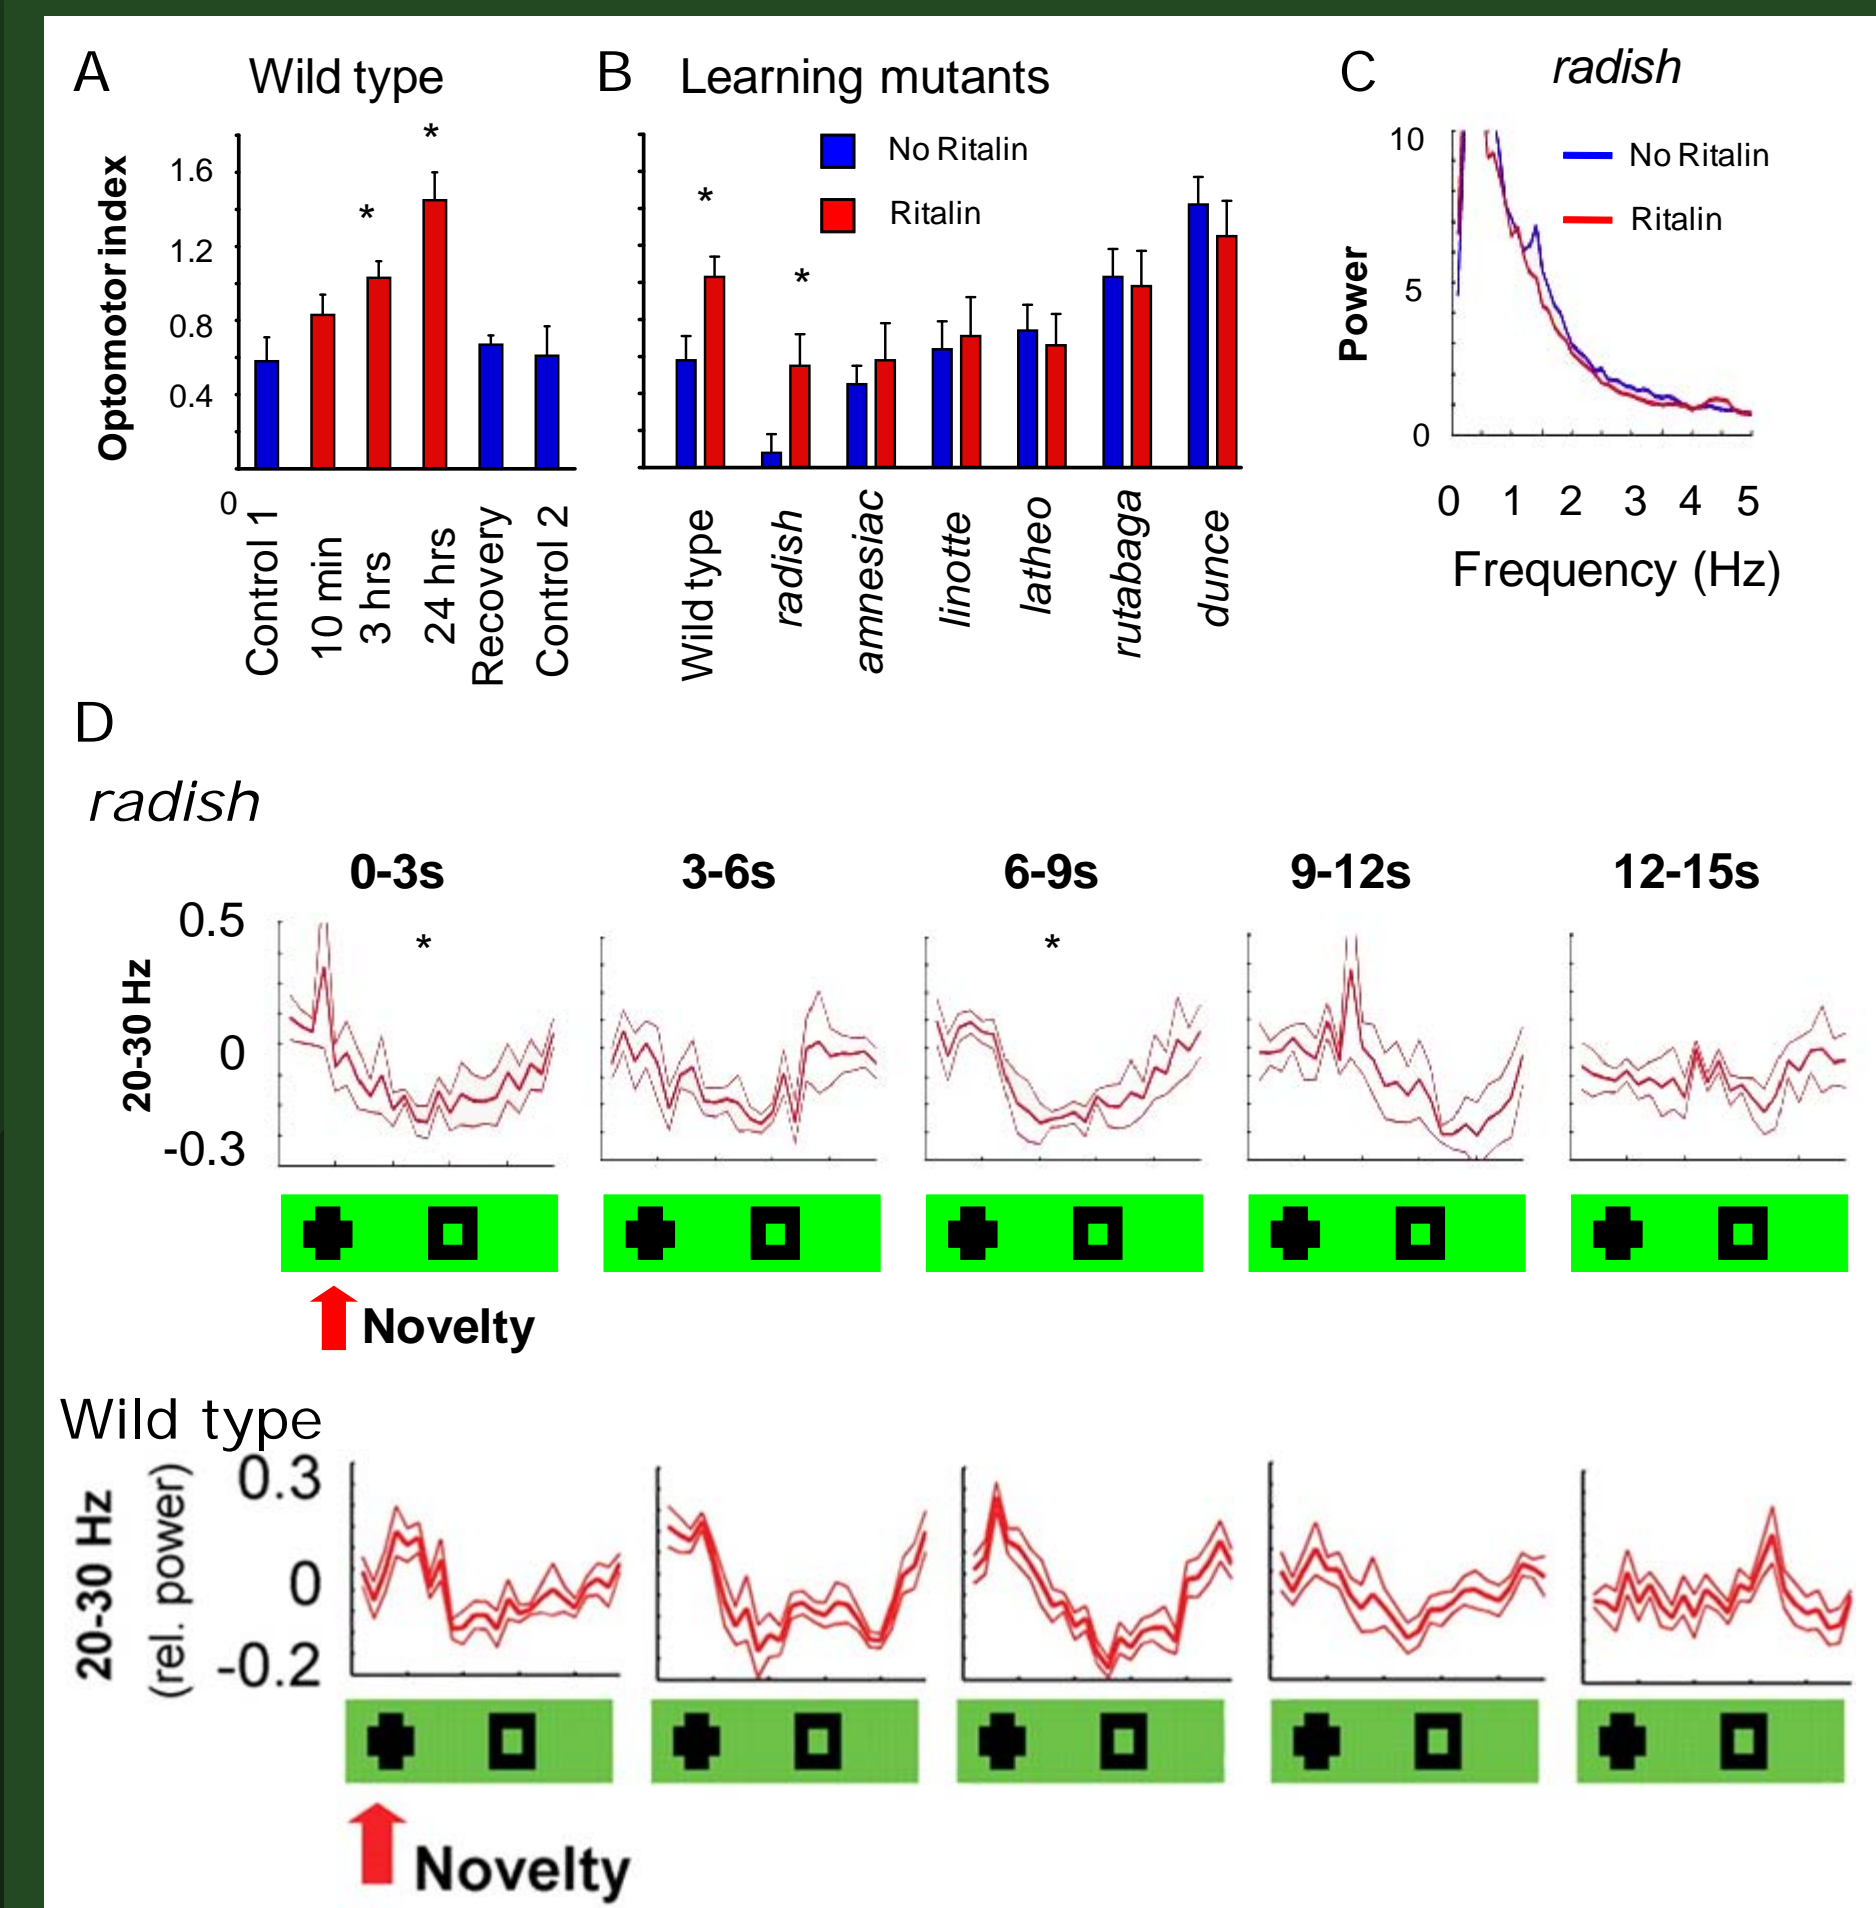 A
Wild type
B
Learning mutants
C
radish
Optomotor index
1.6
1.2
0.8
0.4
0
*
*
Control 1
10 min
3 hrs
24 hrs
Recovery
Control 2
No Ritalin
Ritalin
*
*
Wild type
radish
amnesiac
linotte
latheo
rutabaga
dunce
Power
10
5
0
No Ritalin
Ritalin
0 1 2 3 4 5
Frequency (Hz)
D
radish
0-3s
3-6s
6-9s
9-12s
12-15s
20-30 Hz
0.5
0
-0.3
*
*
Novelty
Wild type
20-30 Hz
(rel. power)
0.3
0
-0.2
Novelty